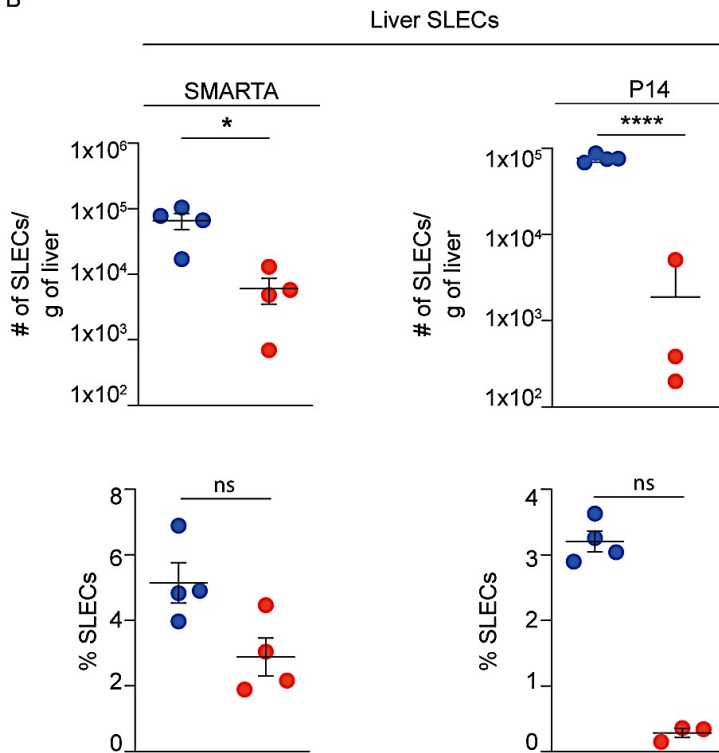 B
Liver SLECs
SMARTA
P14
*
****
# of SLECs/
g of liver
1x10⁶
1x10⁵
1x10⁴
1x10³
1x10²
# of SLECs/
g of liver
1x10⁵
1x10⁴
1x10³
1x10²
ns
% SLECs
8
6
4
2
0
ns
% SLECs
4
3
2
1
0